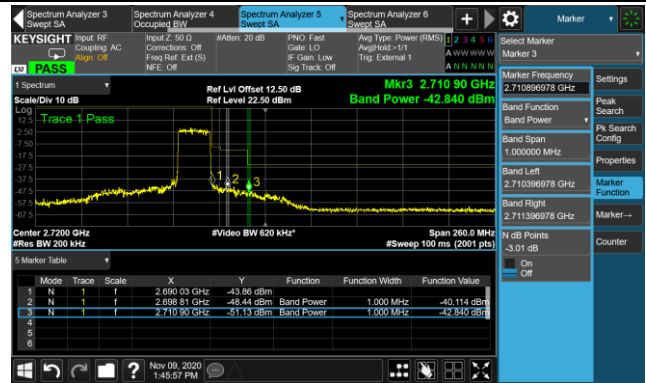 Spectrum Analyzer 3
Swept SA
Spectrum Analyzer 4
Occupied BW
Spectrum Analyzer 5
Swept SA
Spectrum Analyzer 6
Swept SA
+
Marker
KEYSIGHT
Input: RF
Coupling: AC
Align: Off
Input Z: 50 Ω
Corrections: Off
Freq Ref: Ext (S)
NFE: Off
#Atten: 20 dB
PNO: Fast
Gate: LO
IF Gain: Low
Sig Track: Off
Avg Type: Power (RMS)
Avg|Hold:>1/1
Trig: External 1
1 2 3 4 5 6
A W W W W W
A N N N N N
LXI PASS
Select Marker
Marker 3
1 Spectrum
Scale/Div 10 dB
Ref Lvl Offset 12.50 dB
Ref Level 22.50 dBm
Mkr3 2.710 90 GHz
Band Power -42.840 dBm
Log
Trace 1 Pass
12.5
2.50
-7.50
-17.5
-27.5
-37.5
-47.5
-57.5
-67.5
1
2
3
Center 2.7200 GHz
#Res BW 200 kHz
#Video BW 620 kHz*
Span 260.0 MHz
#Sweep 100 ms (2001 pts)
5 Marker Table
Mode Trace Scale X Y Function Function Width Function Value
1 N 1 f 2.690 03 GHz -43.86 dBm
2 N 1 f 2.698 81 GHz -48.44 dBm Band Power 1.000 MHz -40.114 dBm
3 N 1 f 2.710 90 GHz -51.13 dBm Band Power 1.000 MHz -42.840 dBm
4
5
6
Marker Frequency
2.710896978 GHz
Band Function
Band Power
Band Span
1.000000 MHz
Band Left
2.710396978 GHz
Band Right
2.711396978 GHz
N dB Points
-3.01 dB
On
Off
Settings
Peak
Search
Pk Search
Config
Properties
Marker
Function
Marker→
Counter
?
Nov 09, 2020
1:45:57 PM